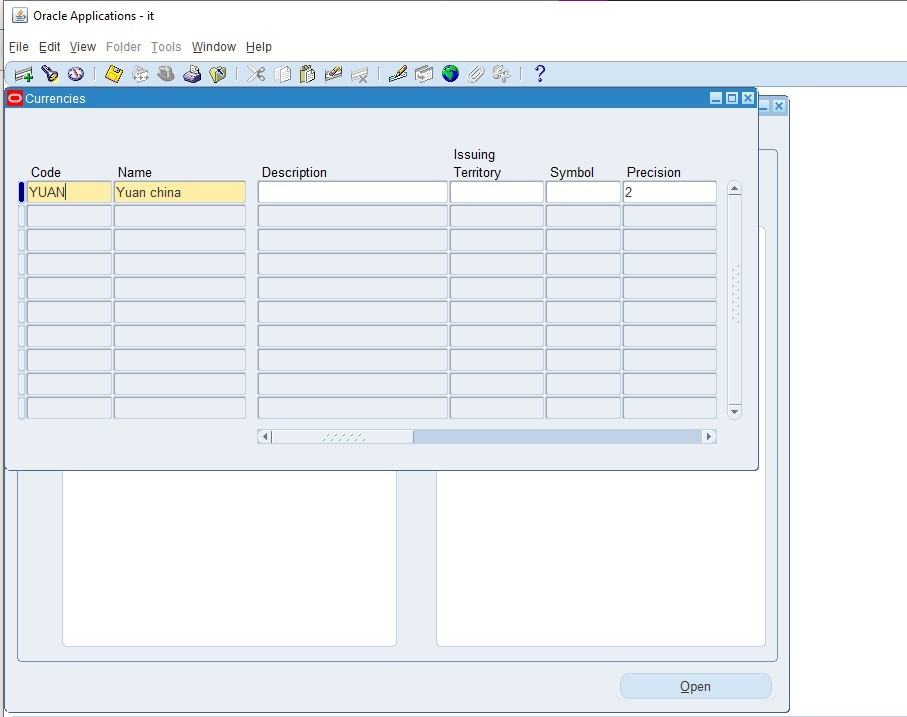 Oracle Applications - it
File Edit View Folder Tools Window Help
Currencies
Code Name Description Issuing Territory Symbol Precision
YUAN Yuan china 2
Open